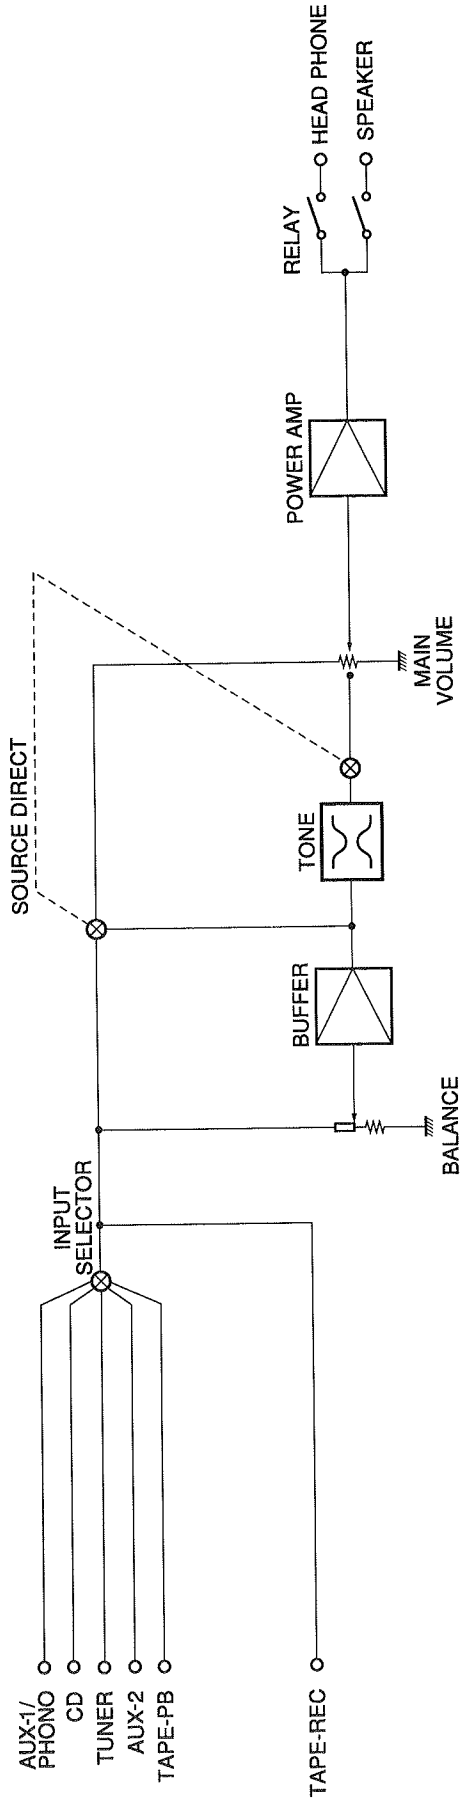 AUX-1/
PHONO
CD
TUNER
AUX-2
TAPE-PB
TAPE-REC
INPUT
SELECTOR
SOURCE DIRECT
BALANCE
BUFFER
TONE
MAIN
VOLUME
POWER AMP
RELAY
HEAD PHONE
SPEAKER